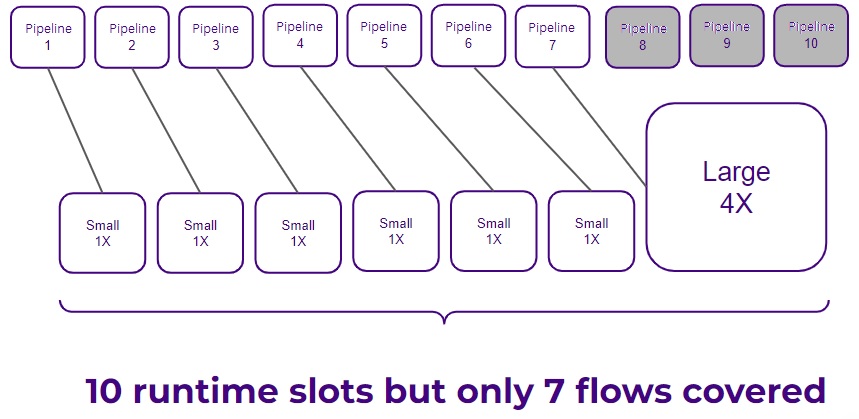 Pipeline
1
Pipeline
2
Pipeline
3
Pipeline
4
Pipeline
5
Pipeline
6
Pipeline
7
Pipeline
8
Pipeline
9
Pipeline
10
Small
1X
Small
1X
Small
1X
Small
1X
Small
1X
Small
1X
Large
4X
10 runtime slots but only 7 flows covered